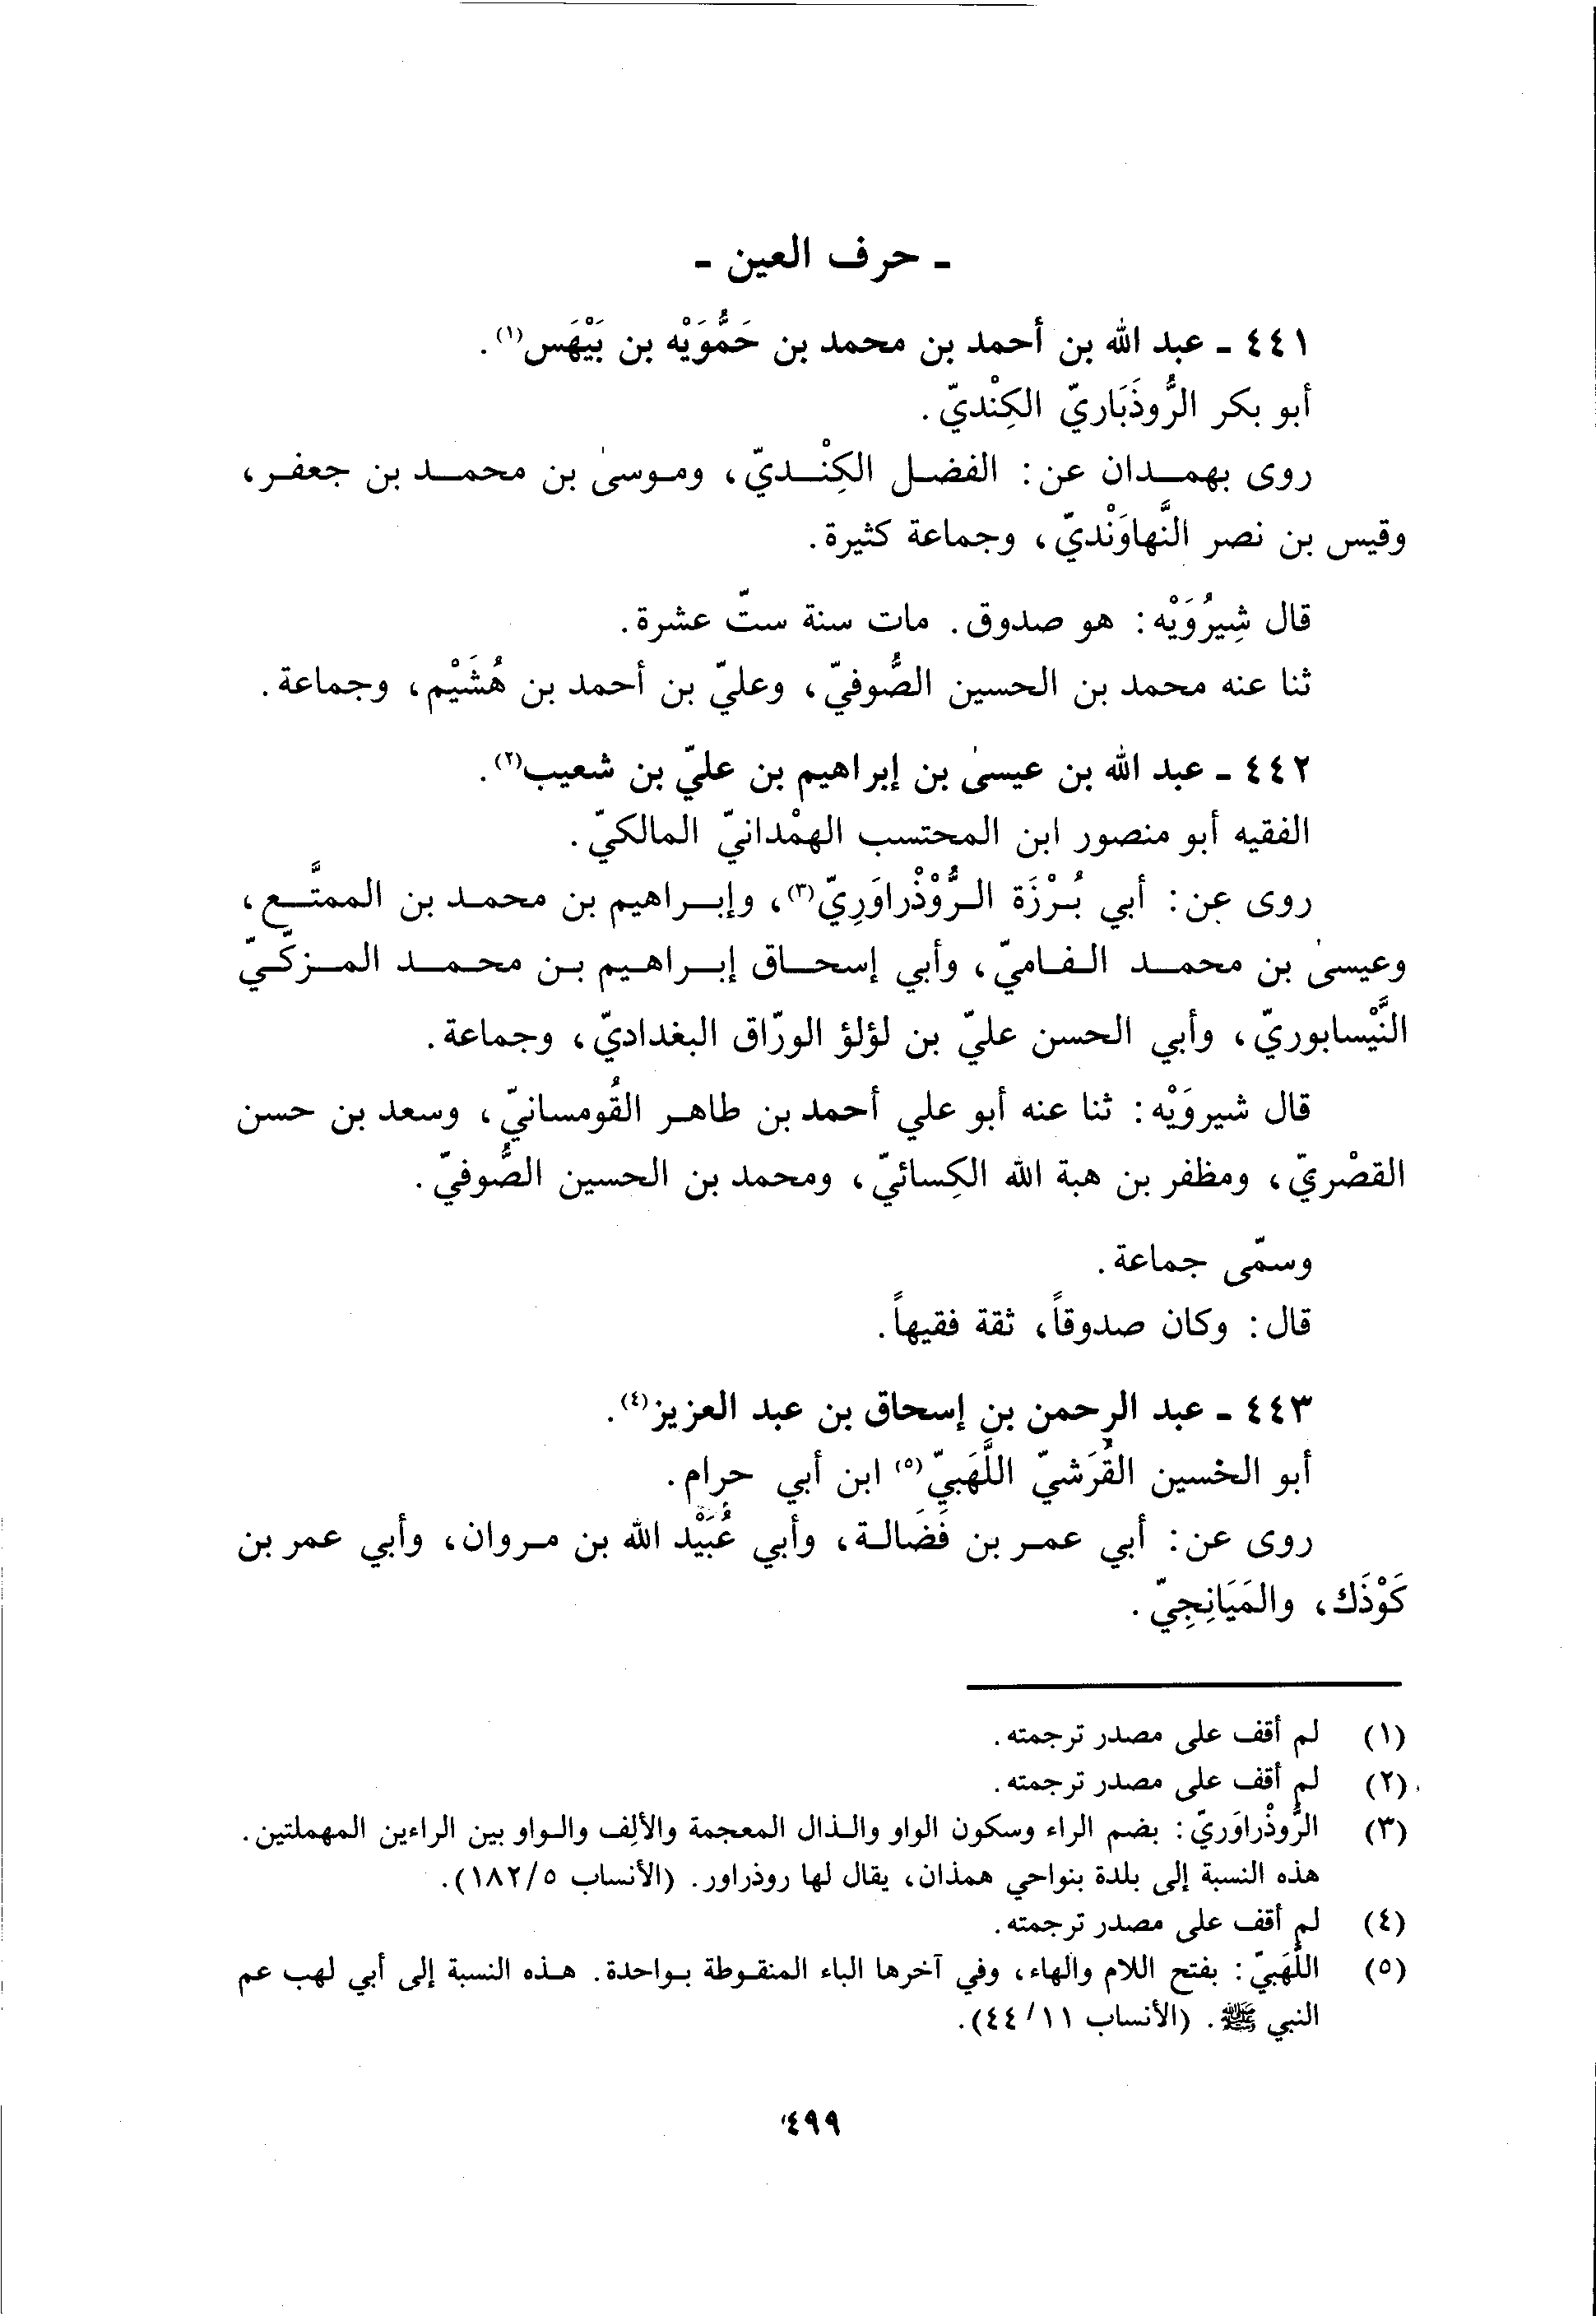 ـ حرف العين ـ
٤٤١ ـ عبد الله بن أحمد بن محمد بن حَمُّوَيْه بن بَيْهَس(١).
أبو بكر الرُّوذَبَاريّ الكِنْديّ.
روى بهمدان عن: الفضل الكِنْديّ، وموسىٰ بن محمد بن جعفر،
وقيس بن نصر النَّهاوَنْديّ، وجماعة كثيرة.
قال شِيرُوَيْه: هو صدوق. مات سنة ستّ عشرة.
ثنا عنه محمد بن الحسين الصُّوفيّ، وعليّ بن أحمد بن هُشَيْم، وجماعة.
٤٤٢ ـ عبد الله بن عيسىٰ بن إبراهيم بن عليّ بن شعيب(٢).
الفقيه أبو منصور ابن المحتسب الهمْدانيّ المالكيّ.
روى عن: أبي بُرْزَة الرُّوْذْراوَرِيّ(٣)، وإبراهيم بن محمد بن الممتَّع،
وعيسىٰ بن محمد الفاميّ، وأبي إسحاق إبراهيم بن محمد المزكّيّ
النَّيْسابوريّ، وأبي الحسن عليّ بن لؤلؤ الورّاق البغداديّ، وجماعة.
قال شيرَوَيْه: ثنا عنه أبو علي أحمد بن طاهر القُومسانيّ، وسعد بن حسن
القصْريّ، ومظفر بن هبة الله الكِسائيّ، ومحمد بن الحسين الصُّوفيّ.
وسمّى جماعة.
قال: وكان صدوقاً، ثقة فقيهاً.
٤٤٣ ـ عبد الرحمن بن إسحاق بن عبد العزيز(٤).
أبو الحسين القُرَشيّ اللَّهَبيّ(٥) ابن أبي حرام.
روى عن: أبي عمر بن فَضَالة، وأبي عُبَيْد الله بن مروان، وأبي عمر بن
كَوْذَك، والمَيَانِجِيّ.
(١) لم أقف على مصدر ترجمته.
(٢) لم أقف على مصدر ترجمته.
(٣) الرُّوذْراوَريّ: بضم الراء وسكون الواو والذال المعجمة والألِف والواو بين الراءين المهملتين.
هذه النسبة إلى بلدة بنواحي همذان، يقال لها روذراور. (الأنساب ١٨٢/٥).
(٤) لم أقف على مصدر ترجمته.
(٥) اللَّهَبيّ: بفتح اللام والهاء، وفي آخرها الباء المنقوطة بواحدة. هذه النسبة إلى أبي لهب عم
النبي ﷺ. (الأنساب ٤٤/١١).
٤٩٩